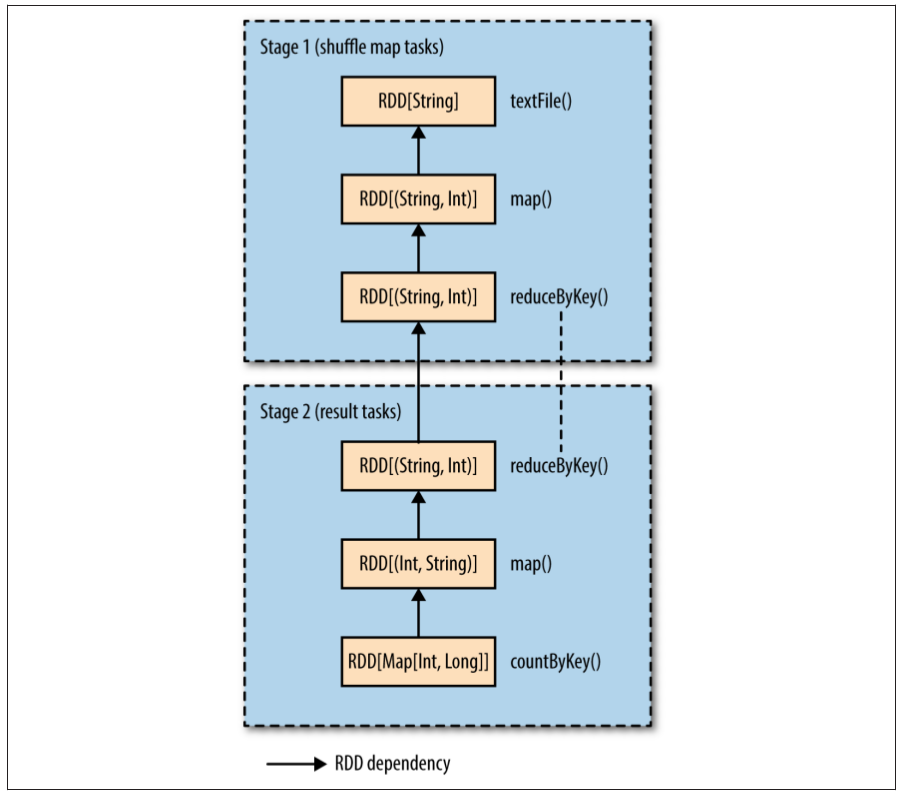 Stage 1 (shuffle map tasks)
RDD[String] textFile()
RDD[(String, Int)] map()
RDD[(String, Int)] reduceByKey()
Stage 2 (result tasks)
RDD[(String, Int)] reduceByKey()
RDD[(Int, String)] map()
RDD[Map[Int, Long]] countByKey()
RDD dependency